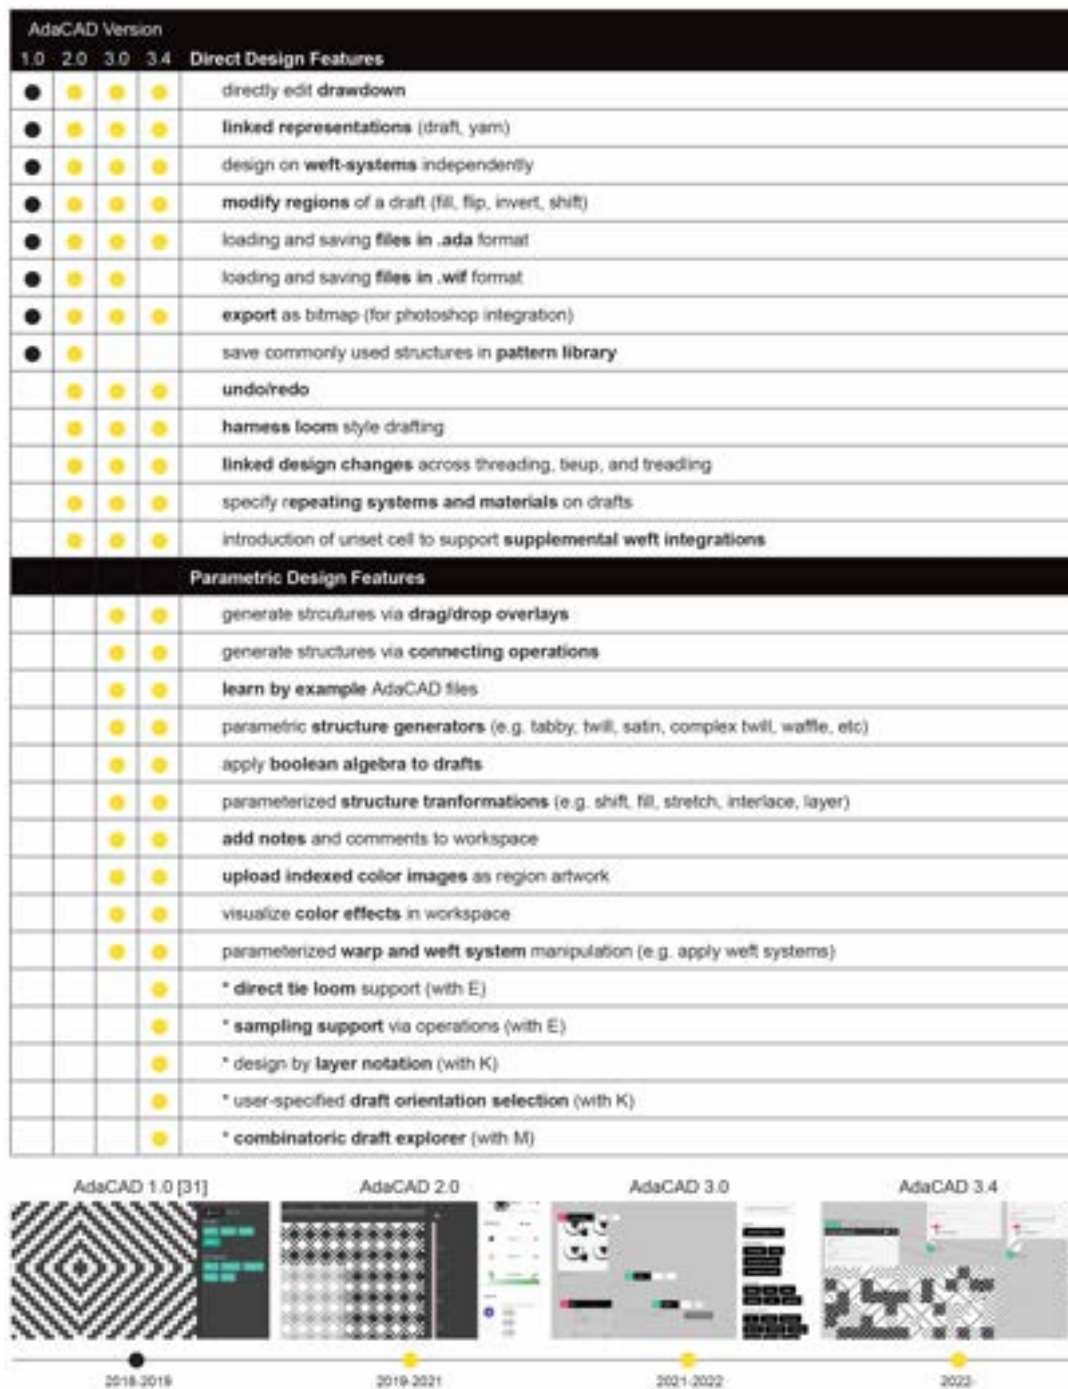 AdaCAD Version
1.0 2.0 3.0 3.4 Direct Design Features
directly edit drawdown
linked representations (draft, yarn)
design on weft-systems independently
modify regions of a draft (fill, flip, invert, shift)
loading and saving files in .ada format
loading and saving files in .wif format
export as bitmap (for photoshop integration)
save commonly used structures in pattern library
undo/redo
harness loom style drafting
linked design changes across threading, tieup, and treadling
specify repeating systems and materials on drafts
introduction of unset cell to support supplemental weft integrations
Parametric Design Features
generate strcutures via drag/drop overlays
generate structures via connecting operations
learn by example AdaCAD files
parametric structure generators (e.g. tabby, twill, satin, complex twill, waffle, etc)
apply boolean algebra to drafts
parameterized structure tranformations (e.g. shift, fill, stretch, interlace, layer)
add notes and comments to workspace
upload indexed color images as region artwork
visualize color effects in workspace
parameterized warp and weft system manipulation (e.g. apply weft systems)
* direct tie loom support (with E)
* sampling support via operations (with E)
* design by layer notation (with K)
* user-specified draft orientation selection (with K)
* combinatoric draft explorer (with M)
AdaCAD 1.0 [31] AdaCAD 2.0 AdaCAD 3.0 AdaCAD 3.4
2018-2019 2019-2021 2021-2022 2022-